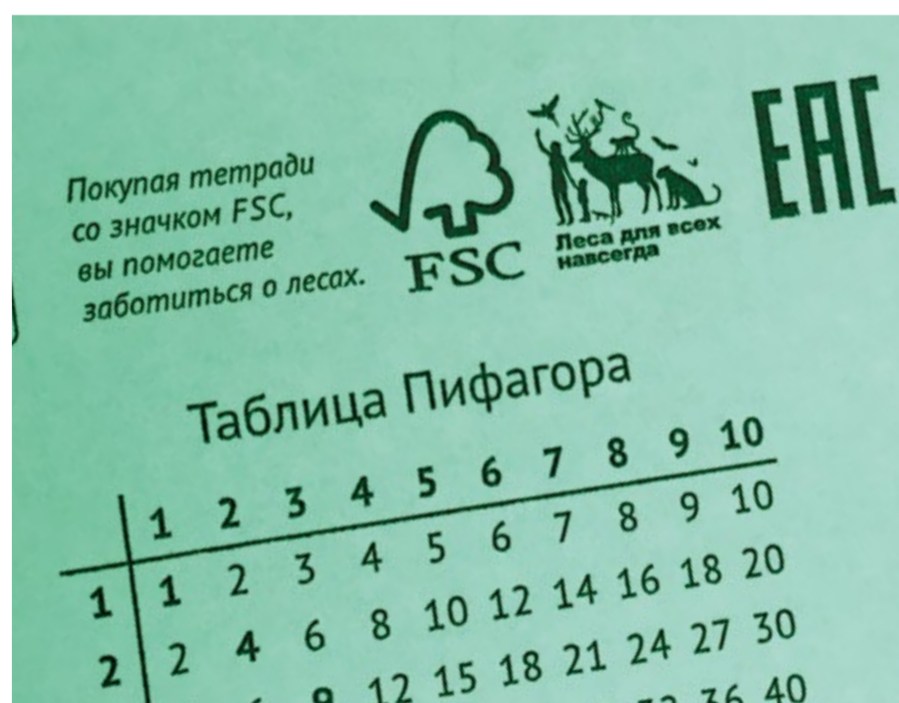 Покупая тетради
со значком FSC,
вы помогаете
заботиться о лесах.
FSC
Леса для всех
навсегда
EAC
Таблица Пифагора
1 2 3 4 5 6 7 8 9 10
1 1 2 3 4 5 6 7 8 9 10
2 2 4 6 8 10 12 14 16 18 20
9 12 15 18 21 24 27 30
36 40